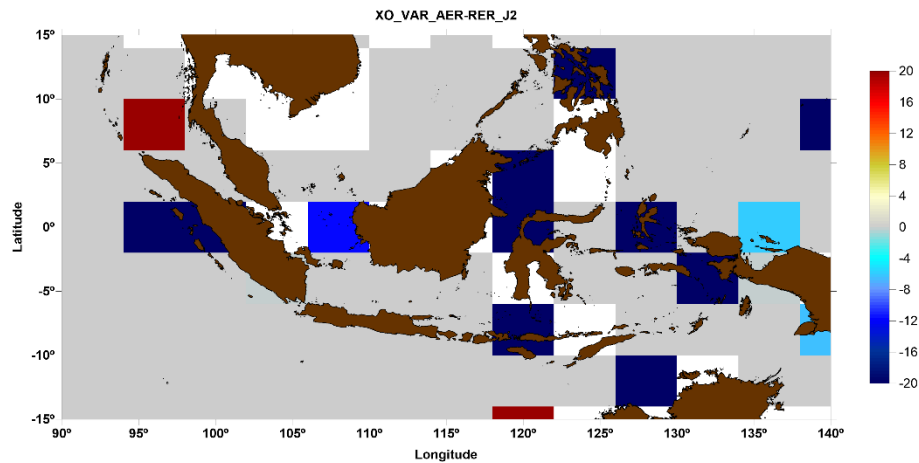 XO_VAR_AER-RER_J2
15º
10º
5º
0º
-5º
-10º
-15º
Latitude
90º 95º 100º 105º 110º 115º 120º 125º 130º 135º 140º
Longitude
20
16
12
8
4
0
-4
-8
-12
-16
-20